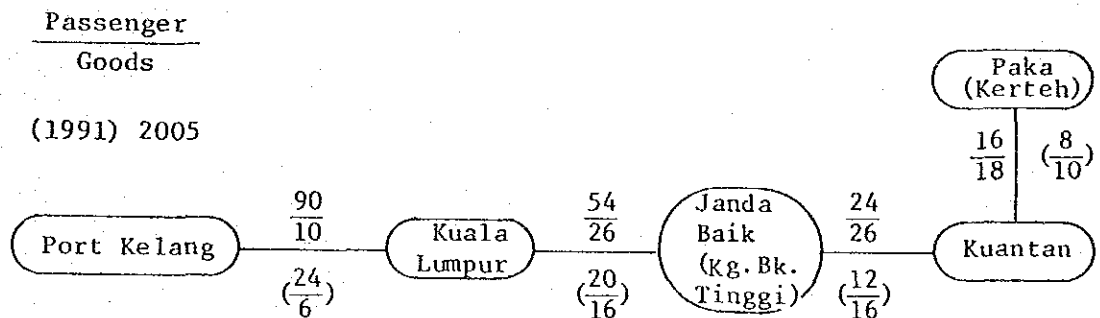 Passenger
Goods
(1991) 2005
Paka
(Kerteh)
16
18
(8
10)
90
10
54
26
24
26
Port Kelang
Kuala
Lumpur
Janda
Baik
(Kg. Bk.
Tinggi)
Kuantan
(24
6)
(20
16)
(12
16)